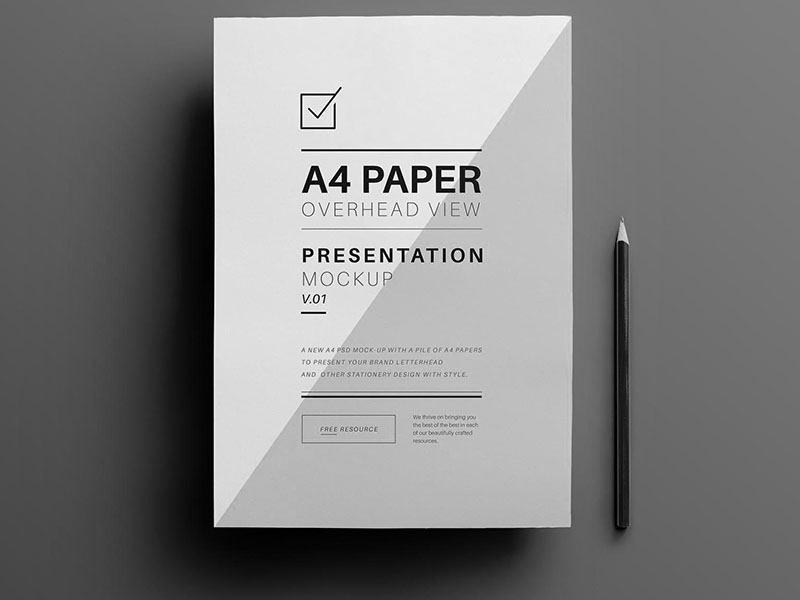 A4 PAPER
OVERHEAD VIEW
PRESENTATION
MOCKUP
V.01
A NEW A4 PSD MOCK-UP WITH A PILE OF A4 PAPERS
TO PRESENT YOUR BRAND LETTERHEAD
AND OTHER STATIONERY DESIGN WITH STYLE.
FREE RESOURCE
We thrive on bringing you
the best of the best in each
of our beautifully crafted
resources.